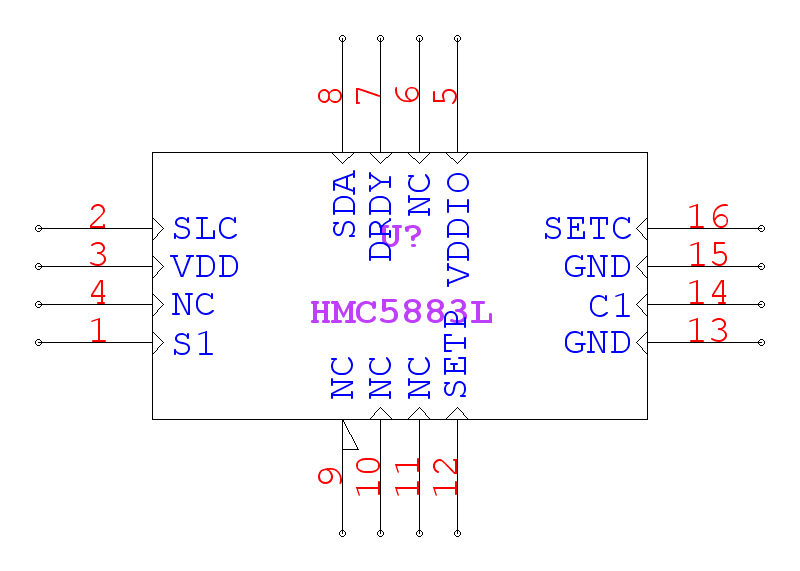 8 7 6 5
SDA DRDY NC VDDIO
U?
2 SLC SETC 16
3 VDD GND 15
4 NC C1 14
HMC5883L
1 S1 GND 13
NC NC NC SETP
9 10 11 12